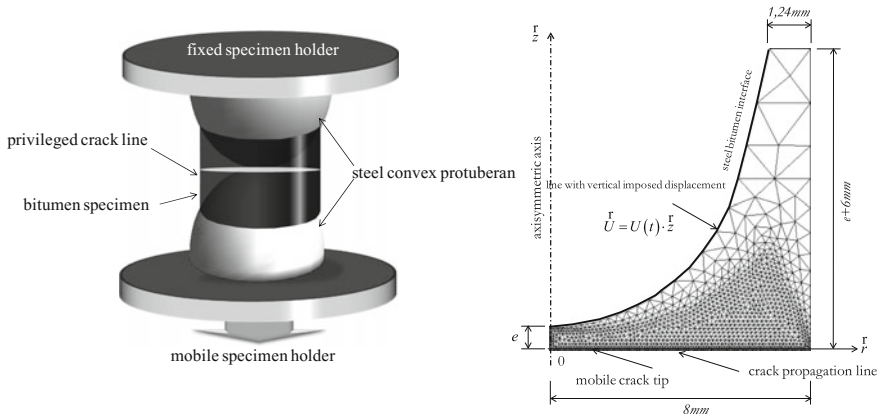 fixed specimen holder
privileged crack line
bitumen specimen
steel convex protuberan
mobile specimen holder
1,24mm
r
z
axisymmetric axis
steel bitumen interface
line with vertical imposed displacement
r r
U = U(t) · z
e+6mm
e
0
r
r
mobile crack tip
crack propagation line
8mm